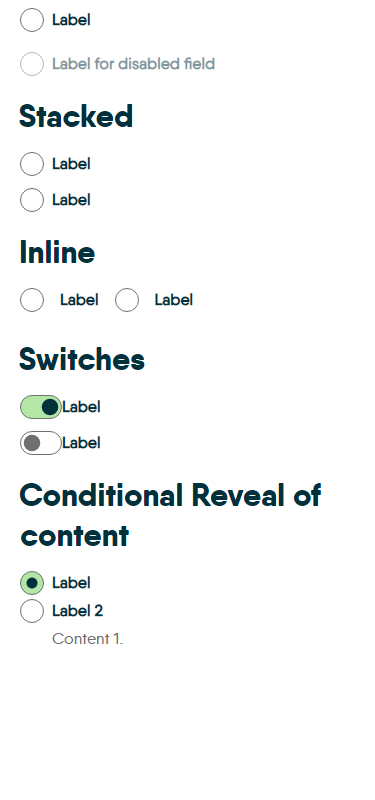 Label
Label for disabled field
Stacked
Label
Label
Inline
Label Label
Switches
Label
Label
Conditional Reveal of
content
Label
Label 2
Content 1.